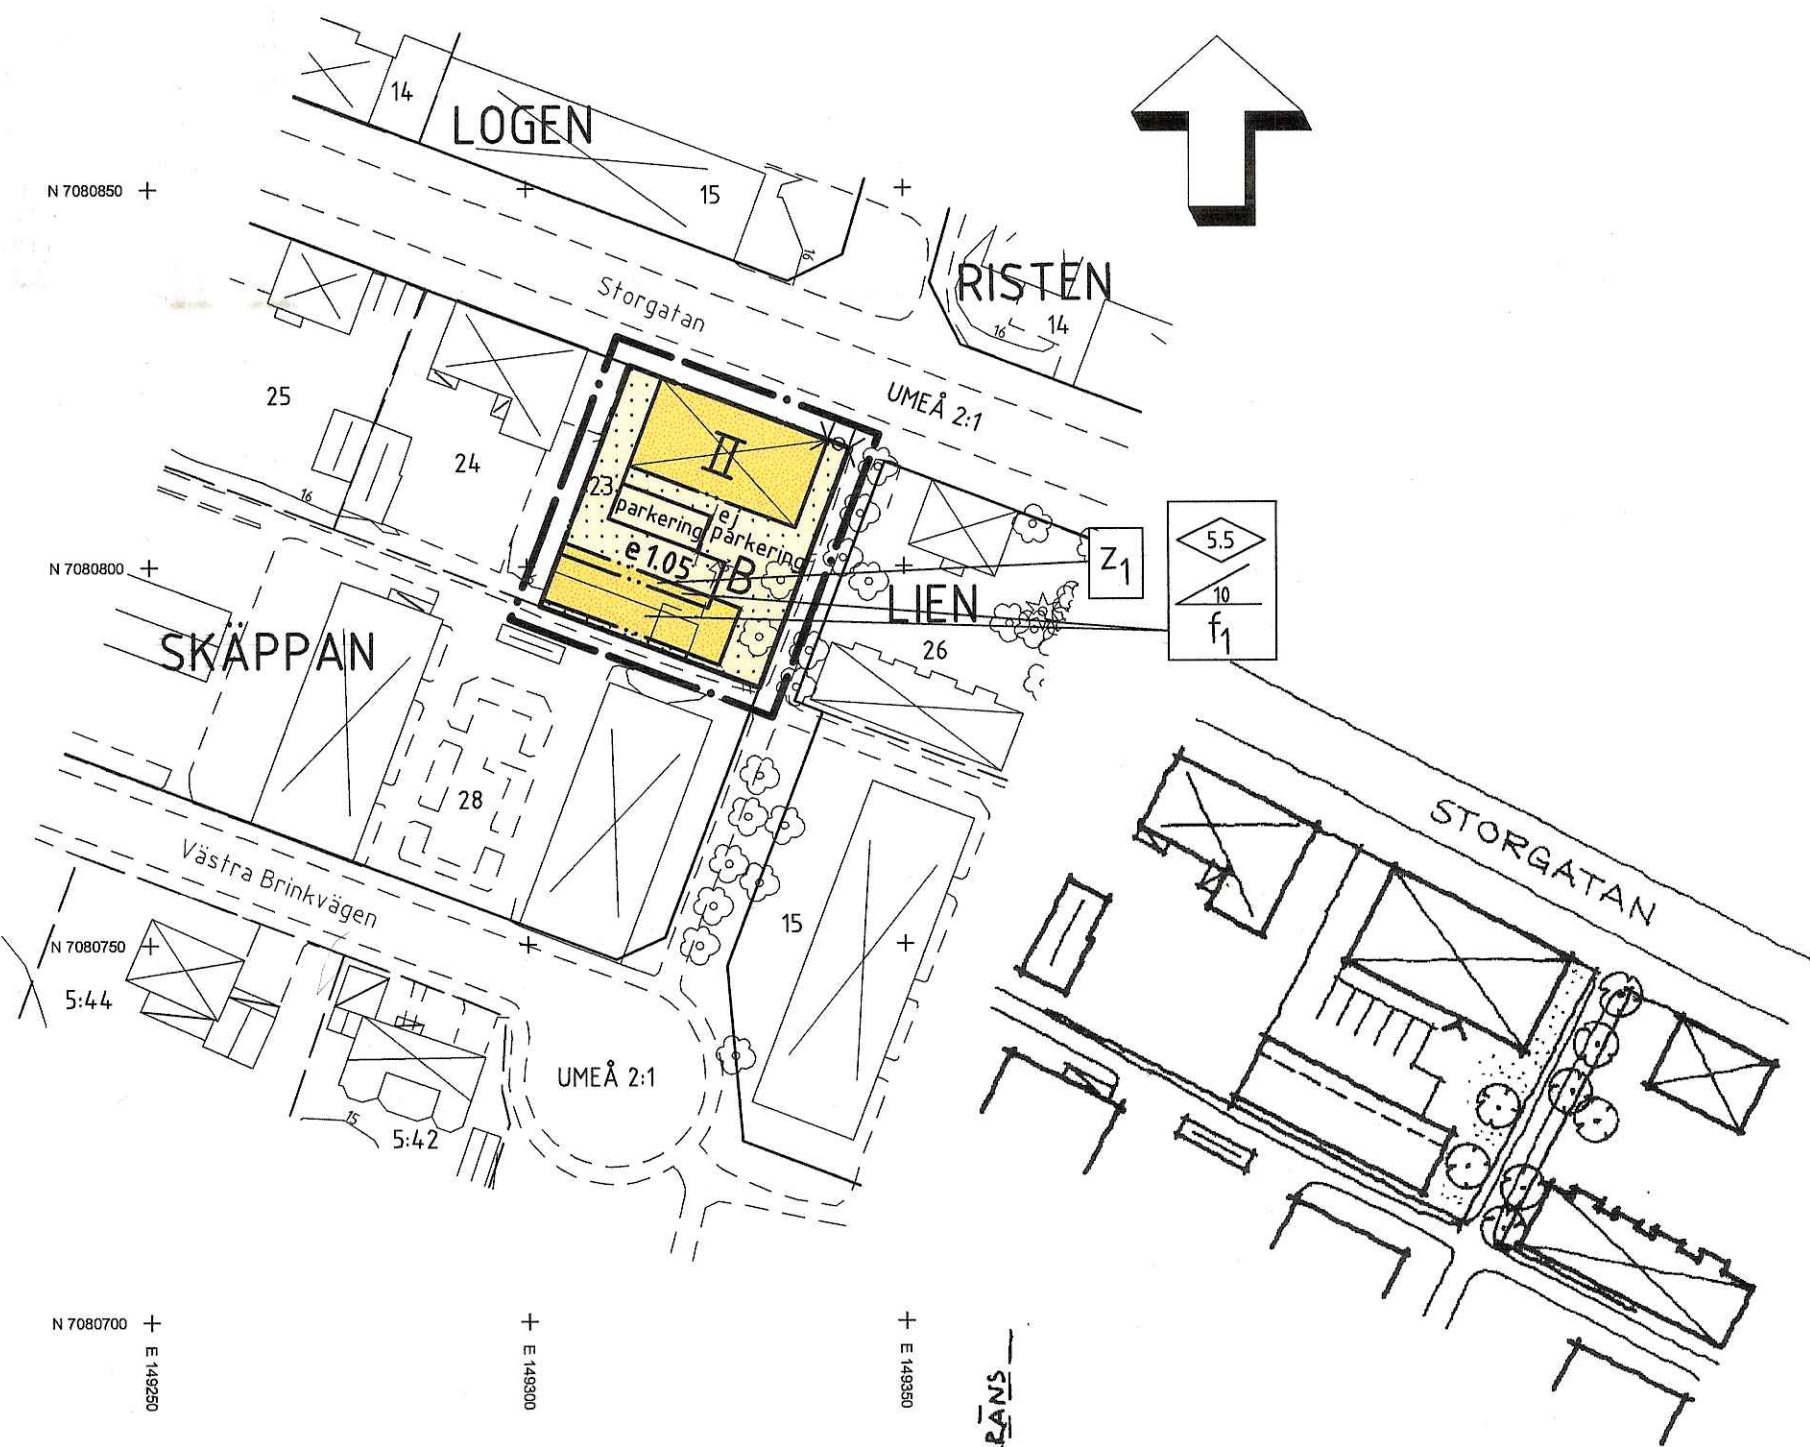 14
LOGEN
15
N 7080850
16
RISTEN
Storgatan
16
14
25
UMEÅ 2:1
24
II
23
parkering
ej
parkering
16
e 1.05
B
Z1
5.5
10
f1
N 7080800
LIEN
26
SKÄPPAN
28
STORGATAN
Västra Brinkvägen
15
N 7080750
5:44
UMEÅ 2:1
15
5:42
N 7080700
E 149250
E 149300
E 149350
RÄNS